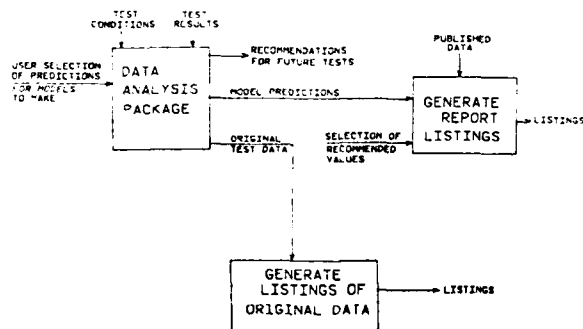 TEST
CONDITIONS
TEST
RESULTS
USER SELECTION
OF PREDICTIONS
FOR MODELS
TO MAKE
DATA
ANALYSIS
PACKAGE
RECOMMENDATIONS
FOR FUTURE TESTS
MODEL PREDICTIONS
ORIGINAL
TEST DATA
PUBLISHED
DATA
GENERATE
REPORT
LISTINGS
LISTINGS
SELECTION OF
RECOMMENDED
VALUES
GENERATE
LISTINGS OF
ORIGINAL DATA
LISTINGS